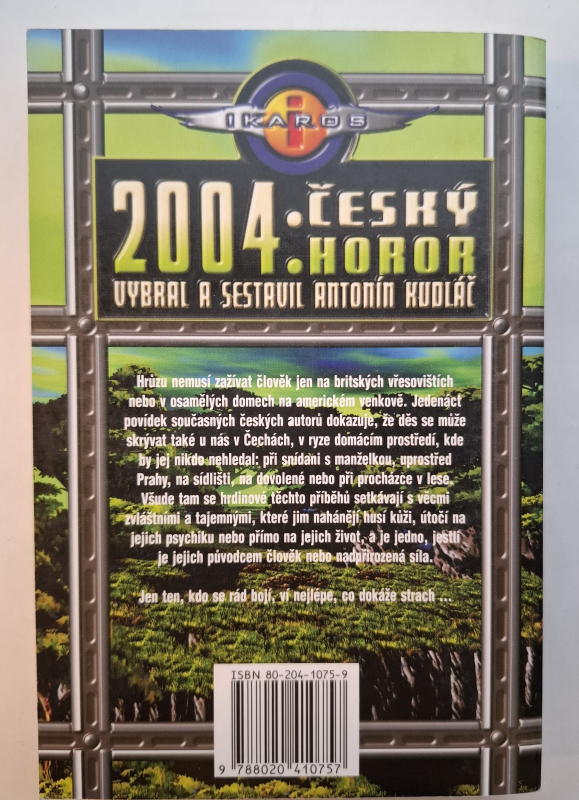 IKAROS
2004: ČESKÝ
HOROR
VYBRAL A SESTAVIL ANTONÍN KUDLÁČ
Hrůzu nemusí zažívat člověk jen na britských vřesovištích
nebo v osamělých domech na americkém venkově. Jedenáct
povídek současných českých autorů dokazuje, že děs se může
skrývat také u nás v Čechách, v ryze domácím prostředí, kde
by jej nikdo nehledal: při snídani s manželkou, uprostřed
Prahy, na sídlišti, na dovolené nebo při procházce v lese.
Všude tam se hrdinové těchto příběhů setkávají s věcmi
zvláštními a tajemnými, které jim nahánějí husí kůži, útočí na
jejich psychiku nebo přímo na jejich život, a je jedno, jestli
je jejich původcem člověk nebo nadpřirozená síla.
Jen ten, kdo se rád bojí, ví nejlépe, co dokáže strach ...
ISBN 80-204-1075-9
9 788020 410757